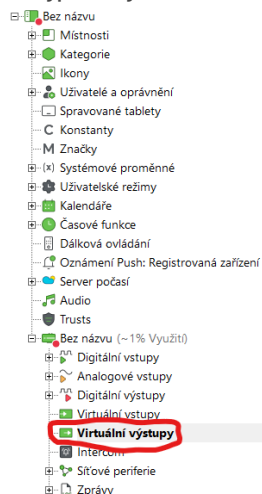 Bez názvu
Místnosti
Kategorie
Ikony
Uživatelé a oprávnění
Spravované tablety
C Konstanty
M Značky
(x) Systémové proměnné
Uživatelské režimy
Kalendáře
Časové funkce
Dálková ovládání
Oznámení Push: Registrovaná zařízení
Server počasí
Audio
Trusts
Bez názvu (~1% Využití)
Digitální vstupy
Analogové vstupy
Digitální výstupy
Virtuální vstupy
Virtuální výstupy
Intercom
Síťové periferie
Zprávy